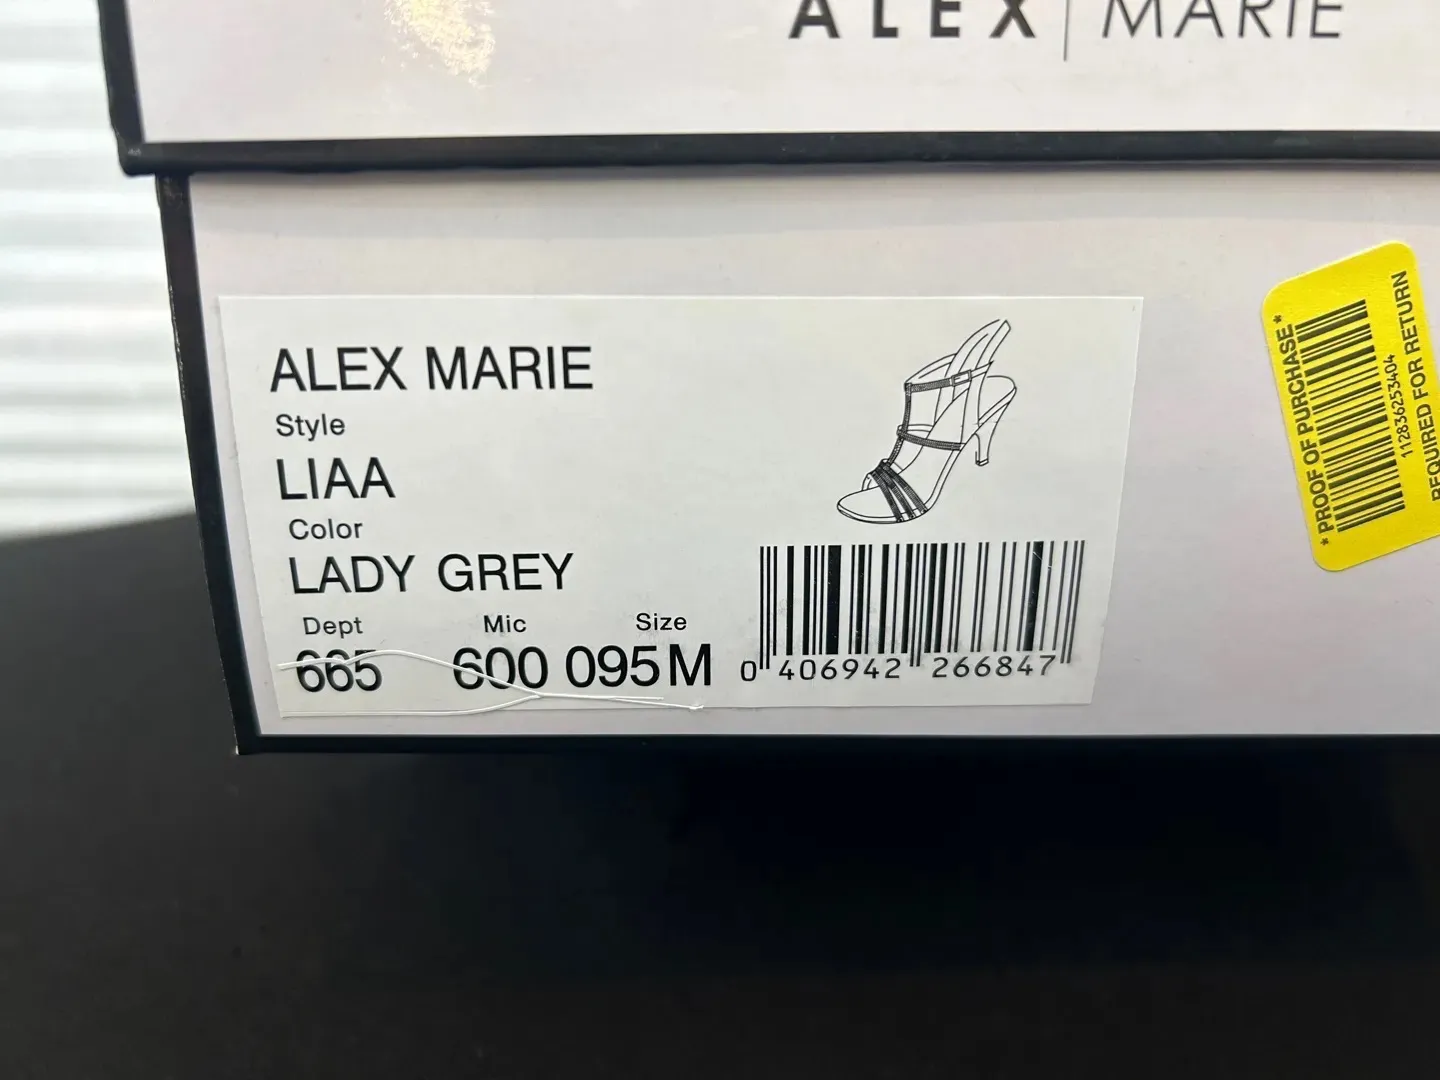 ALEX | MARIE
ALEX MARIE
Style
LIAA
Color
LADY GREY
Dept Mic Size
665 600 095 M
0 406942 266847
* PROOF OF PURCHASE *
112836253404
REQUIRED FOR RETURN